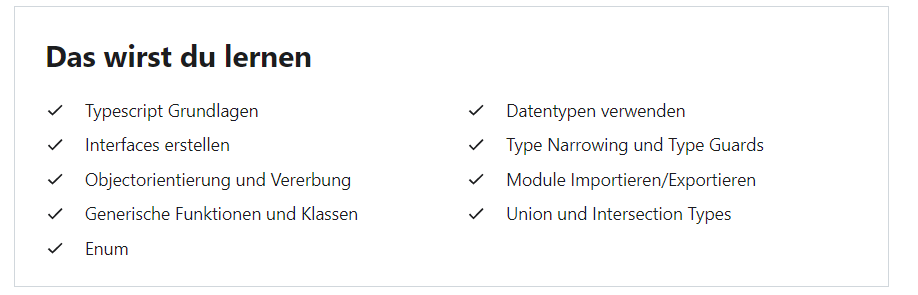 Das wirst du lernen
Typescript Grundlagen
Datentypen verwenden
Interfaces erstellen
Type Narrowing und Type Guards
Objectorientierung und Vererbung
Module Importieren/Exportieren
Generische Funktionen und Klassen
Union und Intersection Types
Enum